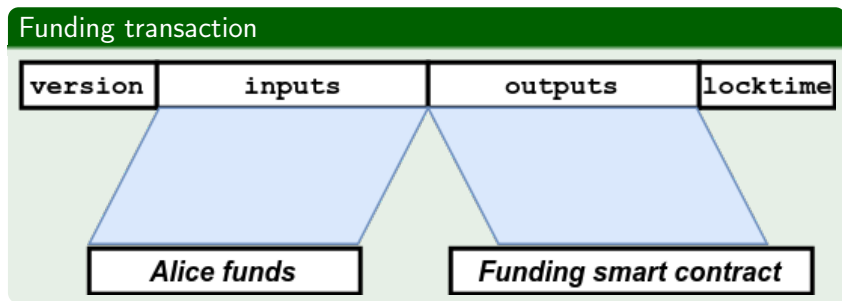 Funding transaction
version inputs outputs locktime
Alice funds Funding smart contract